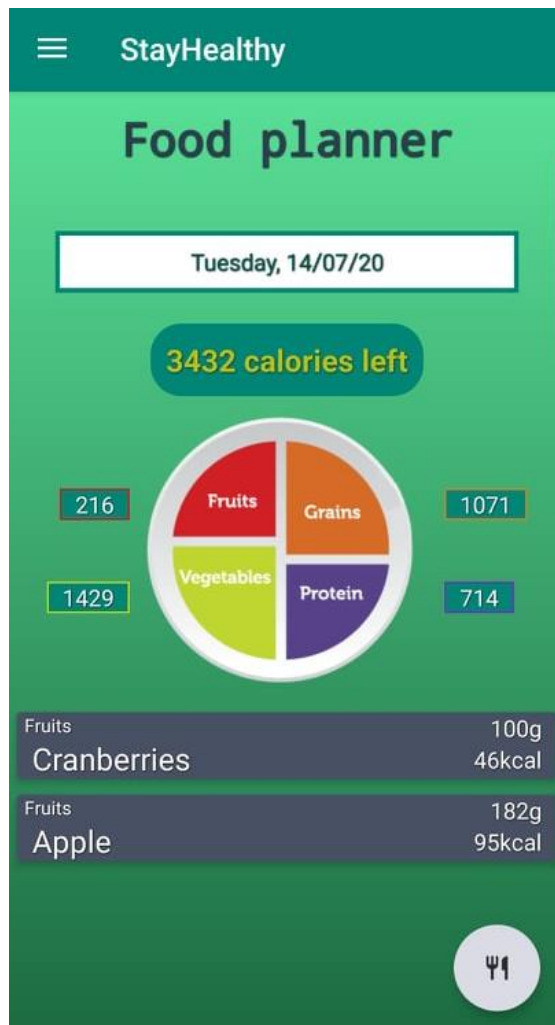 StayHealthy
Food planner
Tuesday, 14/07/20
3432 calories left
216
Fruits
Grains
1071
1429
Vegetables
Protein
714
Fruits
100g
Cranberries
46kcal
Fruits
182g
Apple
95kcal